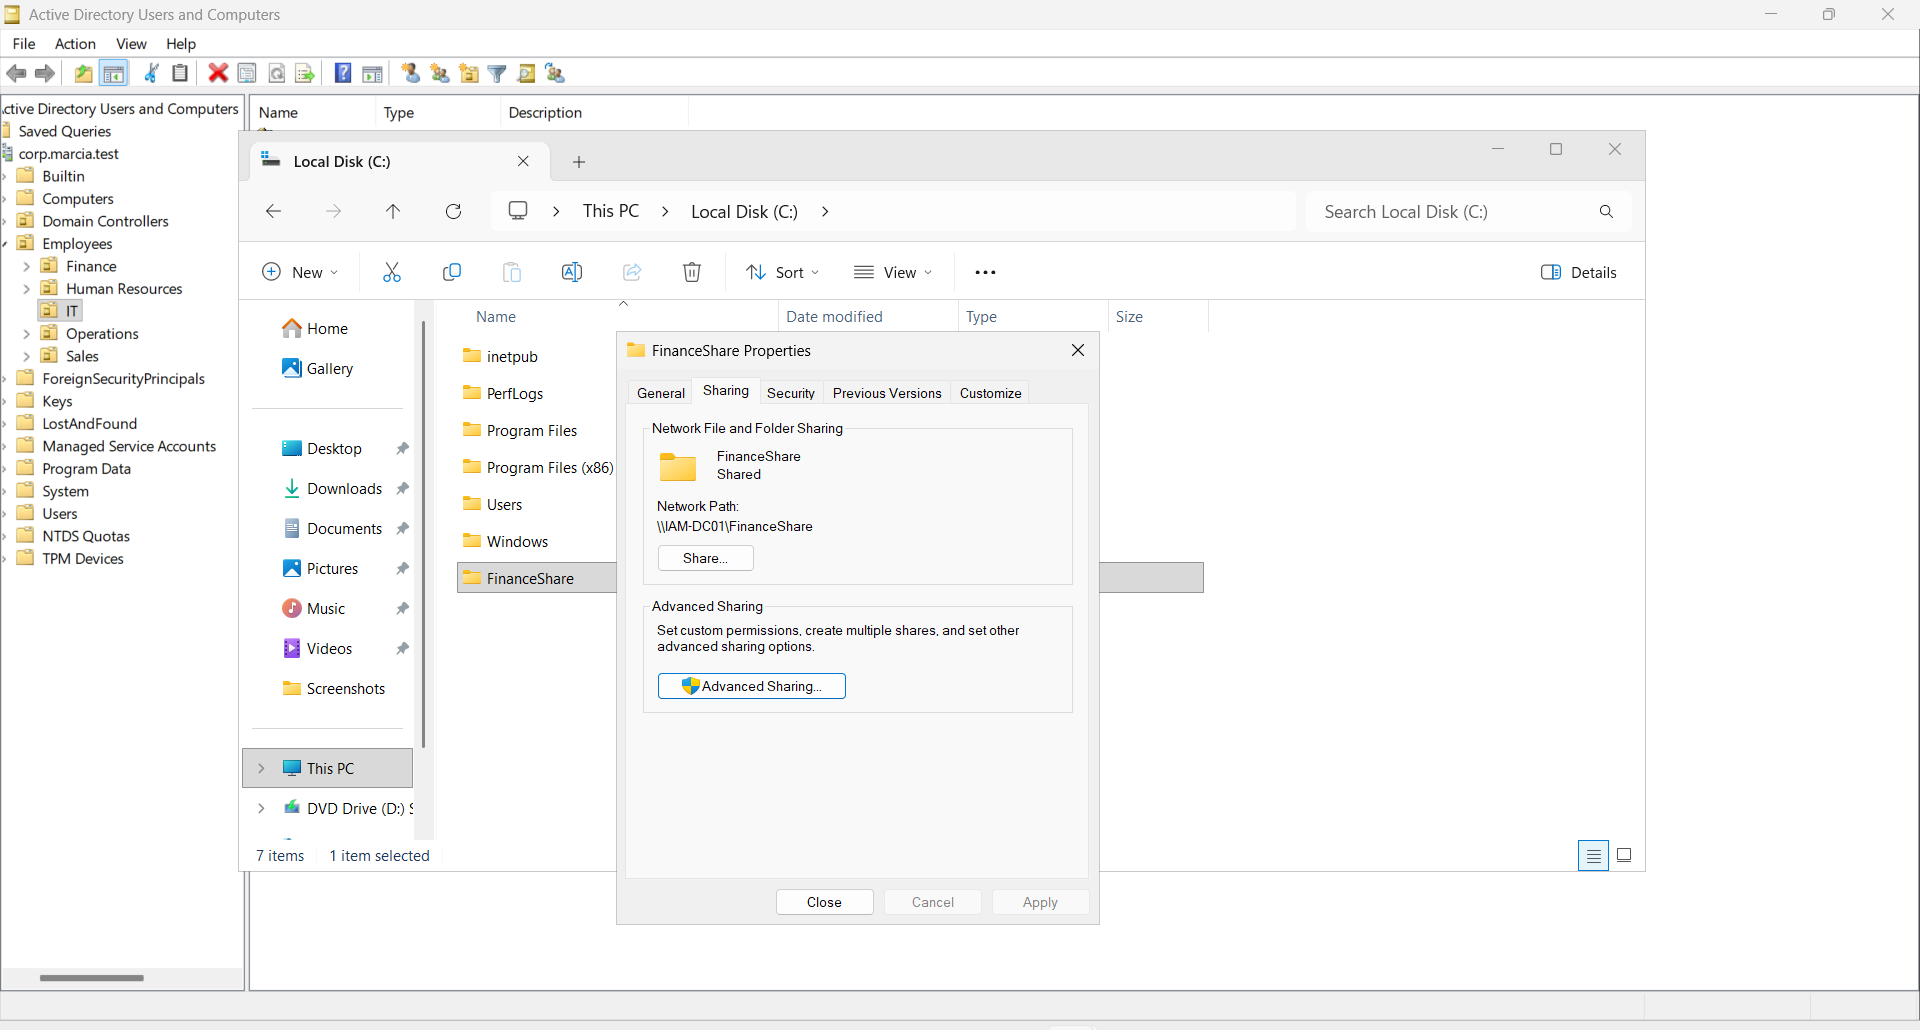 Active Directory Users and Computers
File Action View Help
ctive Directory Users and Computers
Saved Queries
corp.marcia.test
Builtin
Computers
Domain Controllers
Employees
Finance
Human Resources
IT
Operations
Sales
ForeignSecurityPrincipals
Keys
LostAndFound
Managed Service Accounts
Program Data
System
Users
NTDS Quotas
TPM Devices
Name Type Description
Local Disk (C:)
This PC Local Disk (C:)
Search Local Disk (C:)
New Sort View Details
Home
Gallery
Desktop
Downloads
Documents
Pictures
Music
Videos
Screenshots
This PC
DVD Drive (D:) S
Name Date modified Type Size
inetpub
PerfLogs
Program Files
Program Files (x86)
Users
Windows
FinanceShare
7 items 1 item selected
FinanceShare Properties
General Sharing Security Previous Versions Customize
Network File and Folder Sharing
FinanceShare
Shared
Network Path:
\\IAM-DC01\FinanceShare
Share...
Advanced Sharing
Set custom permissions, create multiple shares, and set other
advanced sharing options.
Advanced Sharing...
Close Cancel Apply